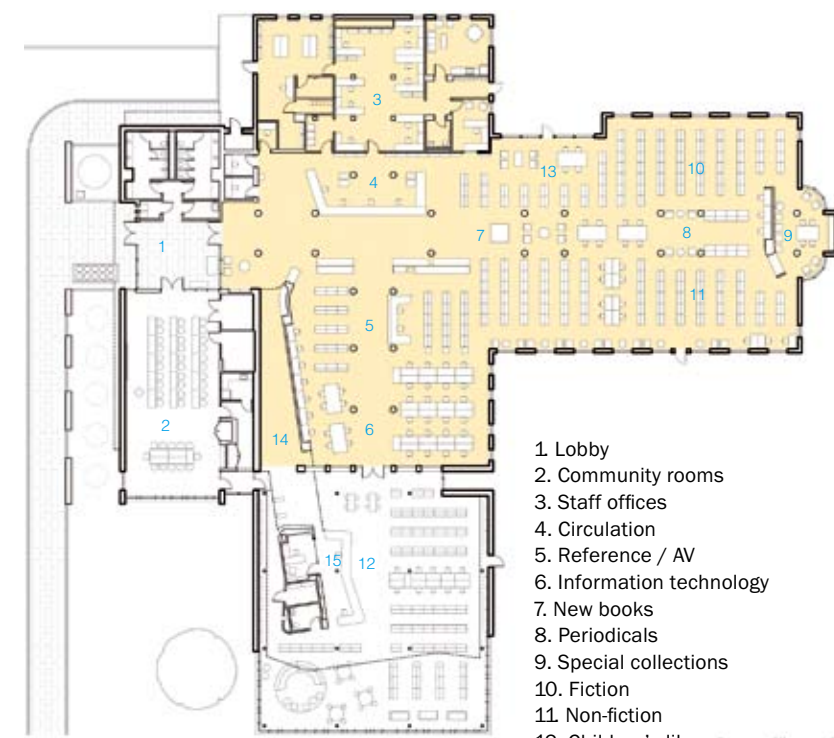 3
10
13
4
7
8
9
1
11
5
2
6
14
15
12
1. Lobby
2. Community rooms
3. Staff offices
4. Circulation
5. Reference / AV
6. Information technology
7. New books
8. Periodicals
9. Special collections
10. Fiction
11. Non-fiction
12. Children's